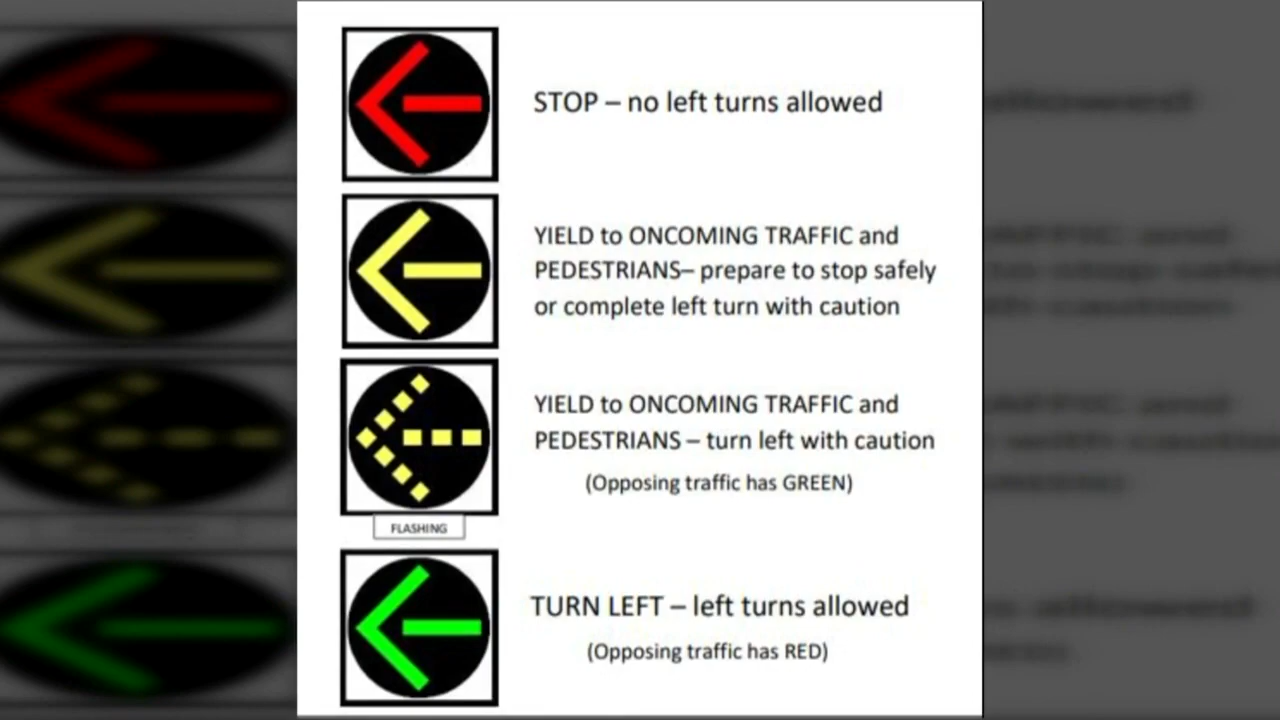 STOP – no left turns allowed
YIELD to ONCOMING TRAFFIC and
PEDESTRIANS– prepare to stop safely
or complete left turn with caution
YIELD to ONCOMING TRAFFIC and
PEDESTRIANS – turn left with caution
(Opposing traffic has GREEN)
FLASHING
TURN LEFT – left turns allowed
(Opposing traffic has RED)